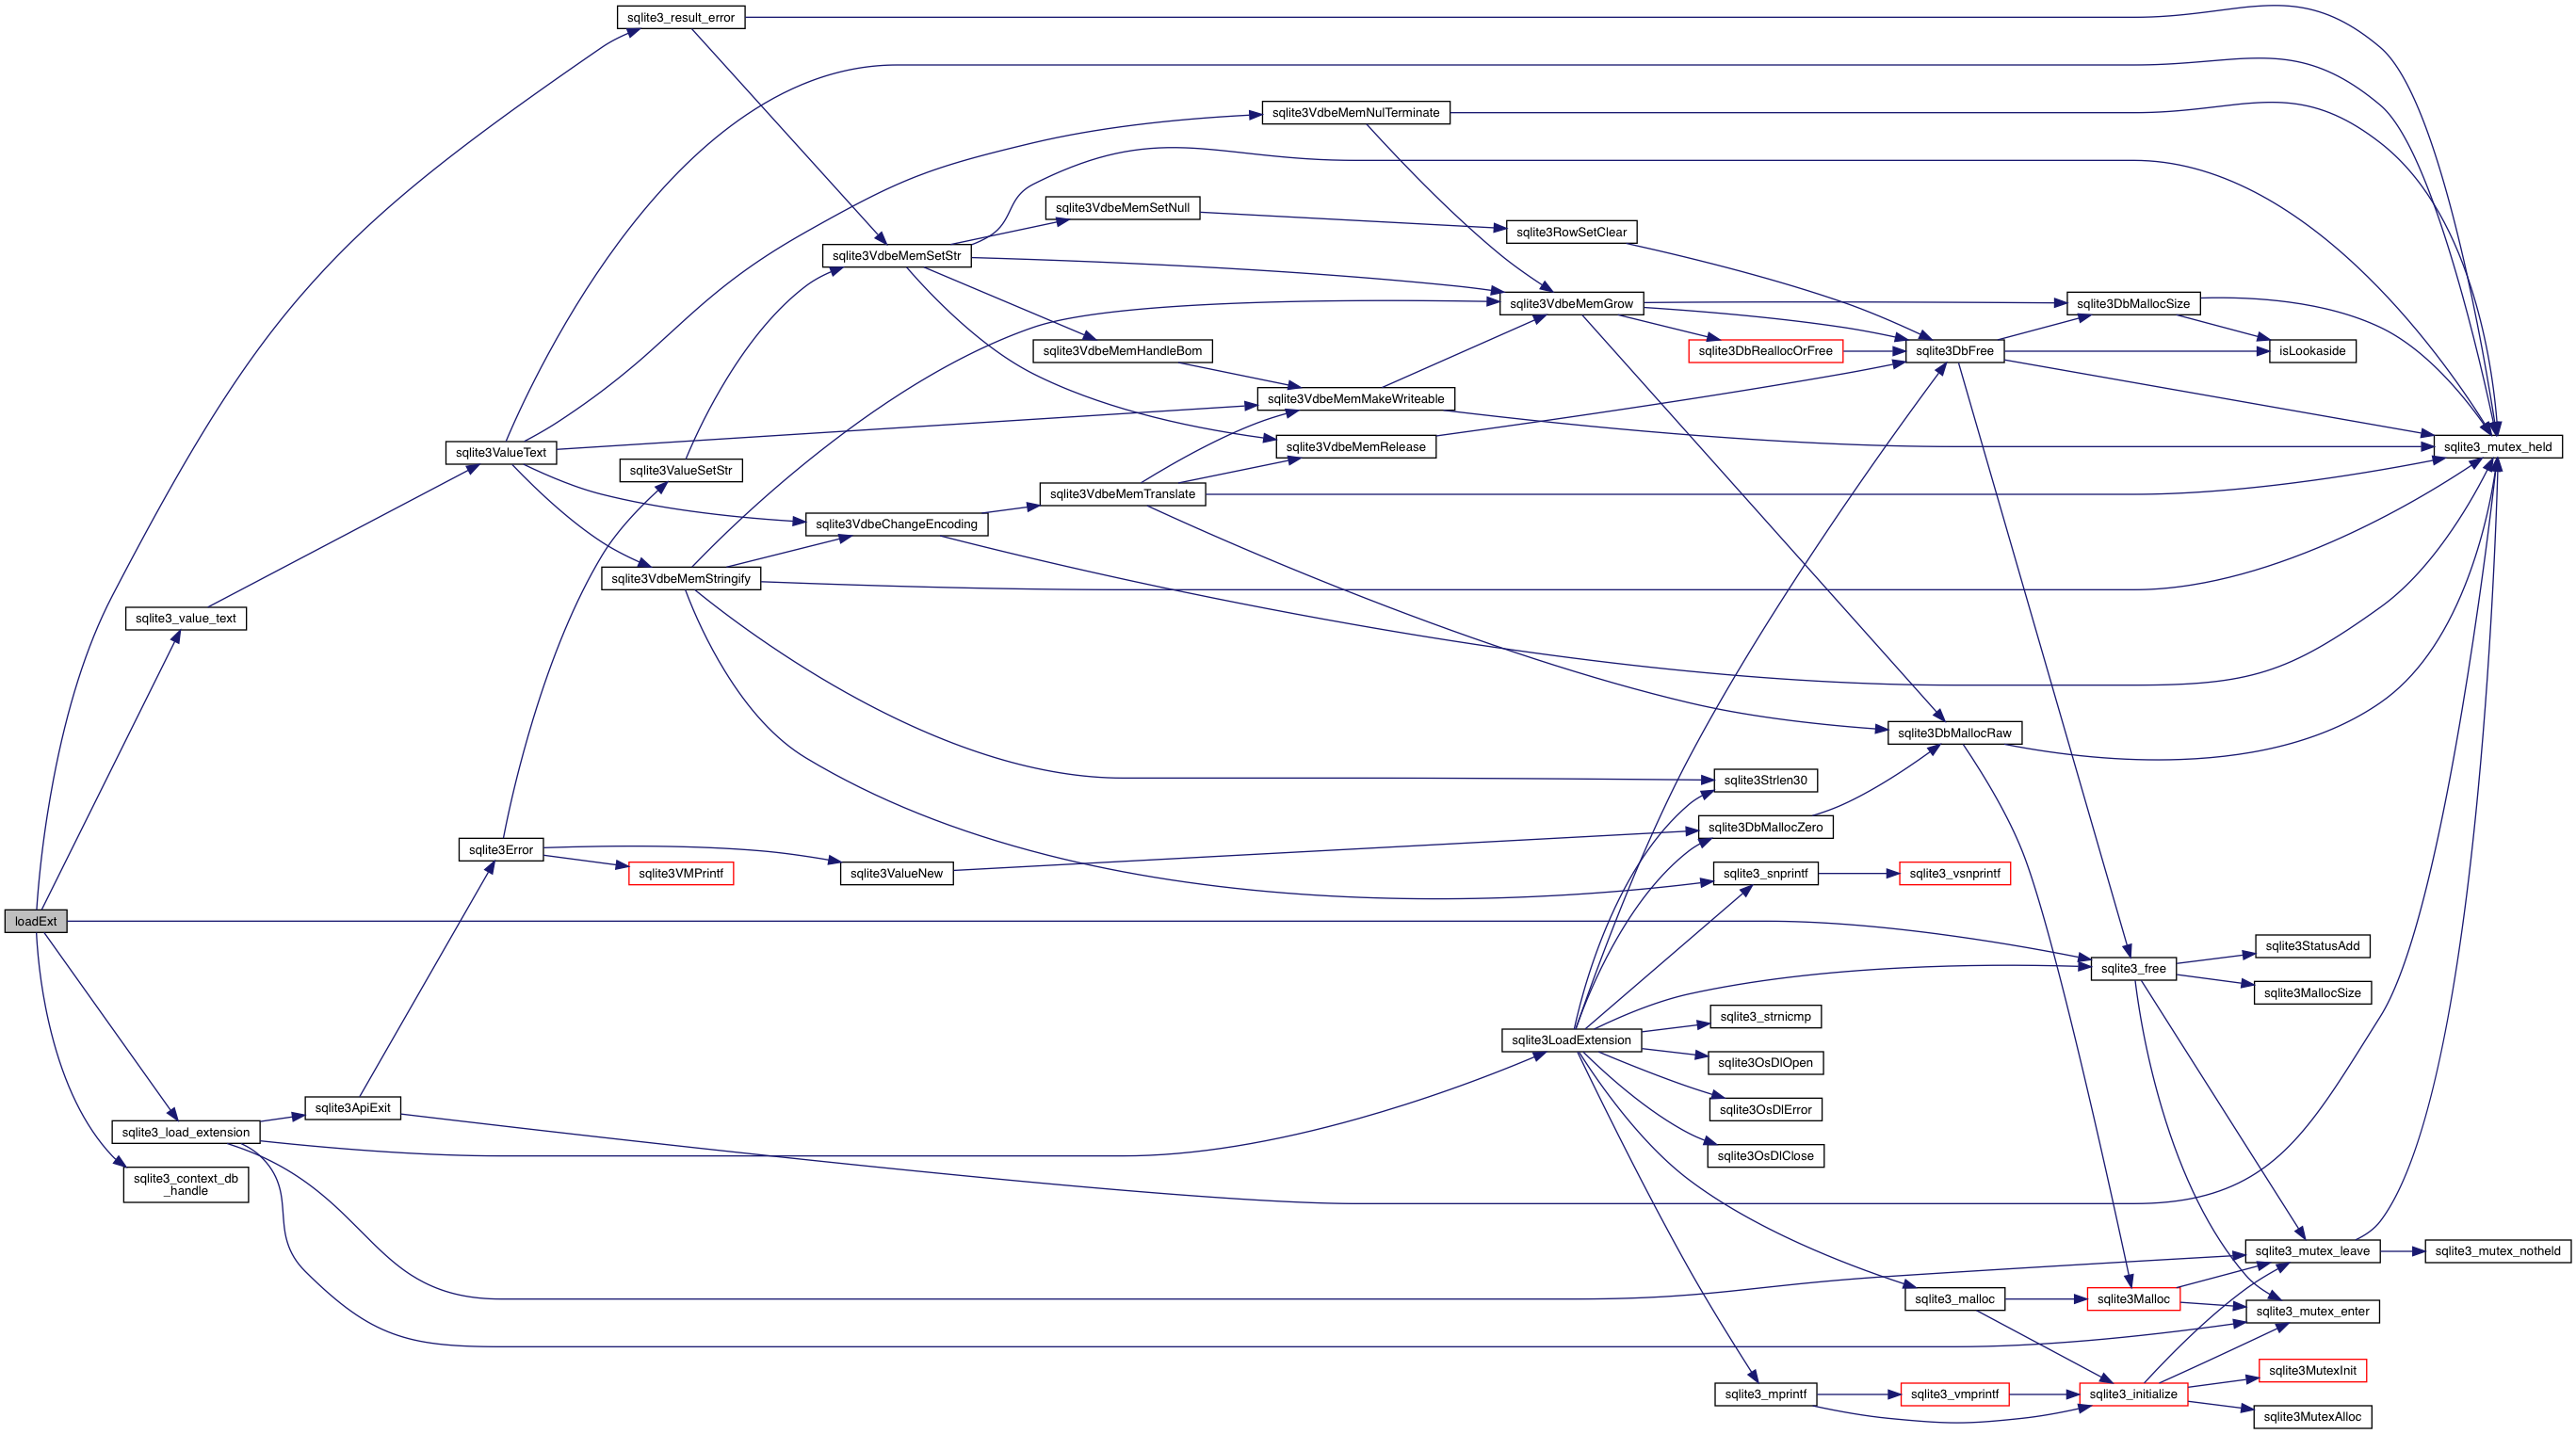 sqlite3_result_error
sqlite3VdbeMemNulTerminate
sqlite3VdbeMemSetNull
sqlite3RowSetClear
sqlite3VdbeMemSetStr
sqlite3VdbeMemGrow
sqlite3DbMallocSize
sqlite3VdbeMemHandleBom
sqlite3DbReallocOrFree
sqlite3DbFree
isLookaside
sqlite3VdbeMemMakeWriteable
sqlite3ValueText
sqlite3VdbeMemRelease
sqlite3_mutex_held
sqlite3ValueSetStr
sqlite3VdbeMemTranslate
sqlite3VdbeChangeEncoding
sqlite3VdbeMemStringify
sqlite3_value_text
sqlite3DbMallocRaw
sqlite3Strlen30
sqlite3DbMallocZero
sqlite3Error
sqlite3VMPrintf
sqlite3ValueNew
sqlite3_snprintf
sqlite3_vsnprintf
loadExt
sqlite3StatusAdd
sqlite3_free
sqlite3MallocSize
sqlite3_strnicmp
sqlite3LoadExtension
sqlite3OsDlOpen
sqlite3ApiExit
sqlite3OsDlError
sqlite3_load_extension
sqlite3OsDlClose
sqlite3_context_db
_handle
sqlite3_mutex_leave
sqlite3_mutex_notheld
sqlite3_malloc
sqlite3Malloc
sqlite3_mutex_enter
sqlite3MutexInit
sqlite3_mprintf
sqlite3_vmprintf
sqlite3_initialize
sqlite3MutexAlloc